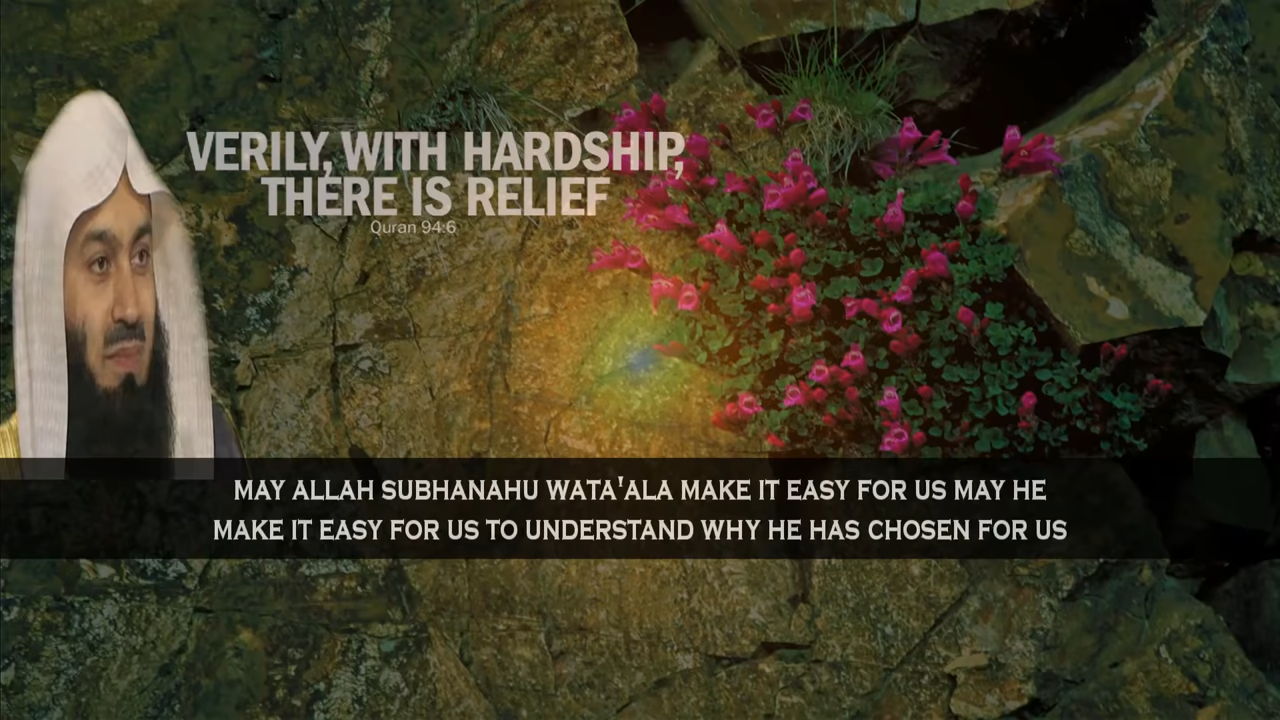 VERILY, WITH HARDSHIP,
THERE IS RELIEF
Quran 94:6
MAY ALLAH SUBHANAHU WATA'ALA MAKE IT EASY FOR US MAY HE
MAKE IT EASY FOR US TO UNDERSTAND WHY HE HAS CHOSEN FOR US